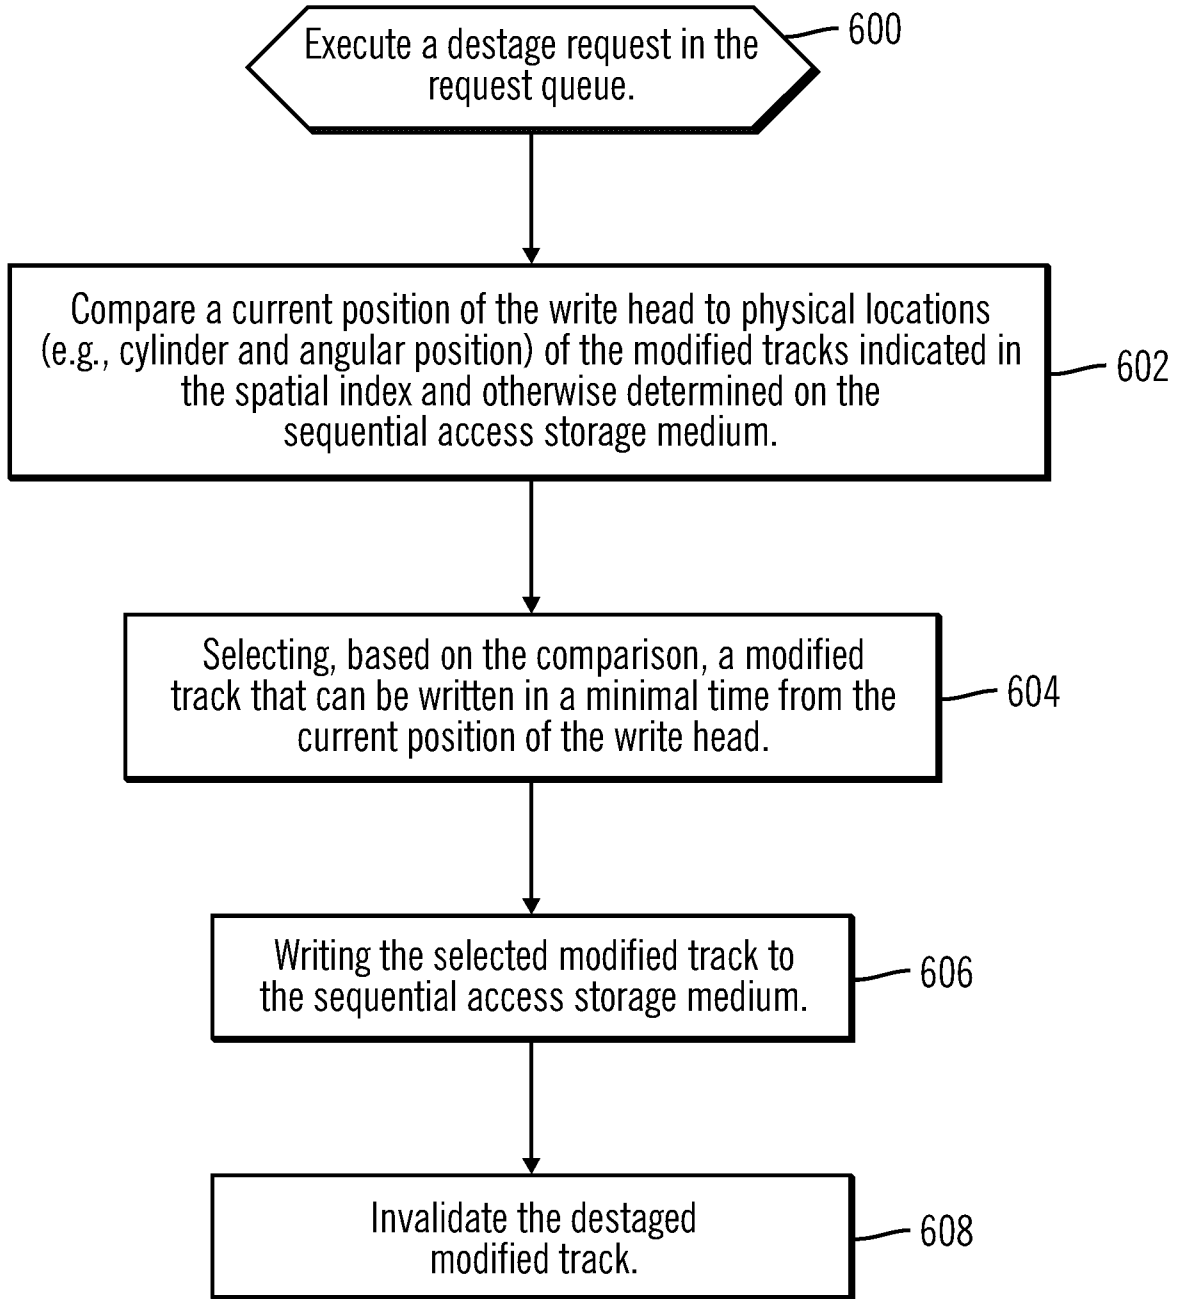 Execute a destage request in the
request queue.
600
Compare a current position of the write head to physical locations
(e.g., cylinder and angular position) of the modified tracks indicated in
the spatial index and otherwise determined on the
sequential access storage medium.
602
Selecting, based on the comparison, a modified
track that can be written in a minimal time from the
current position of the write head.
604
Writing the selected modified track to
the sequential access storage medium.
606
Invalidate the destaged
modified track.
608